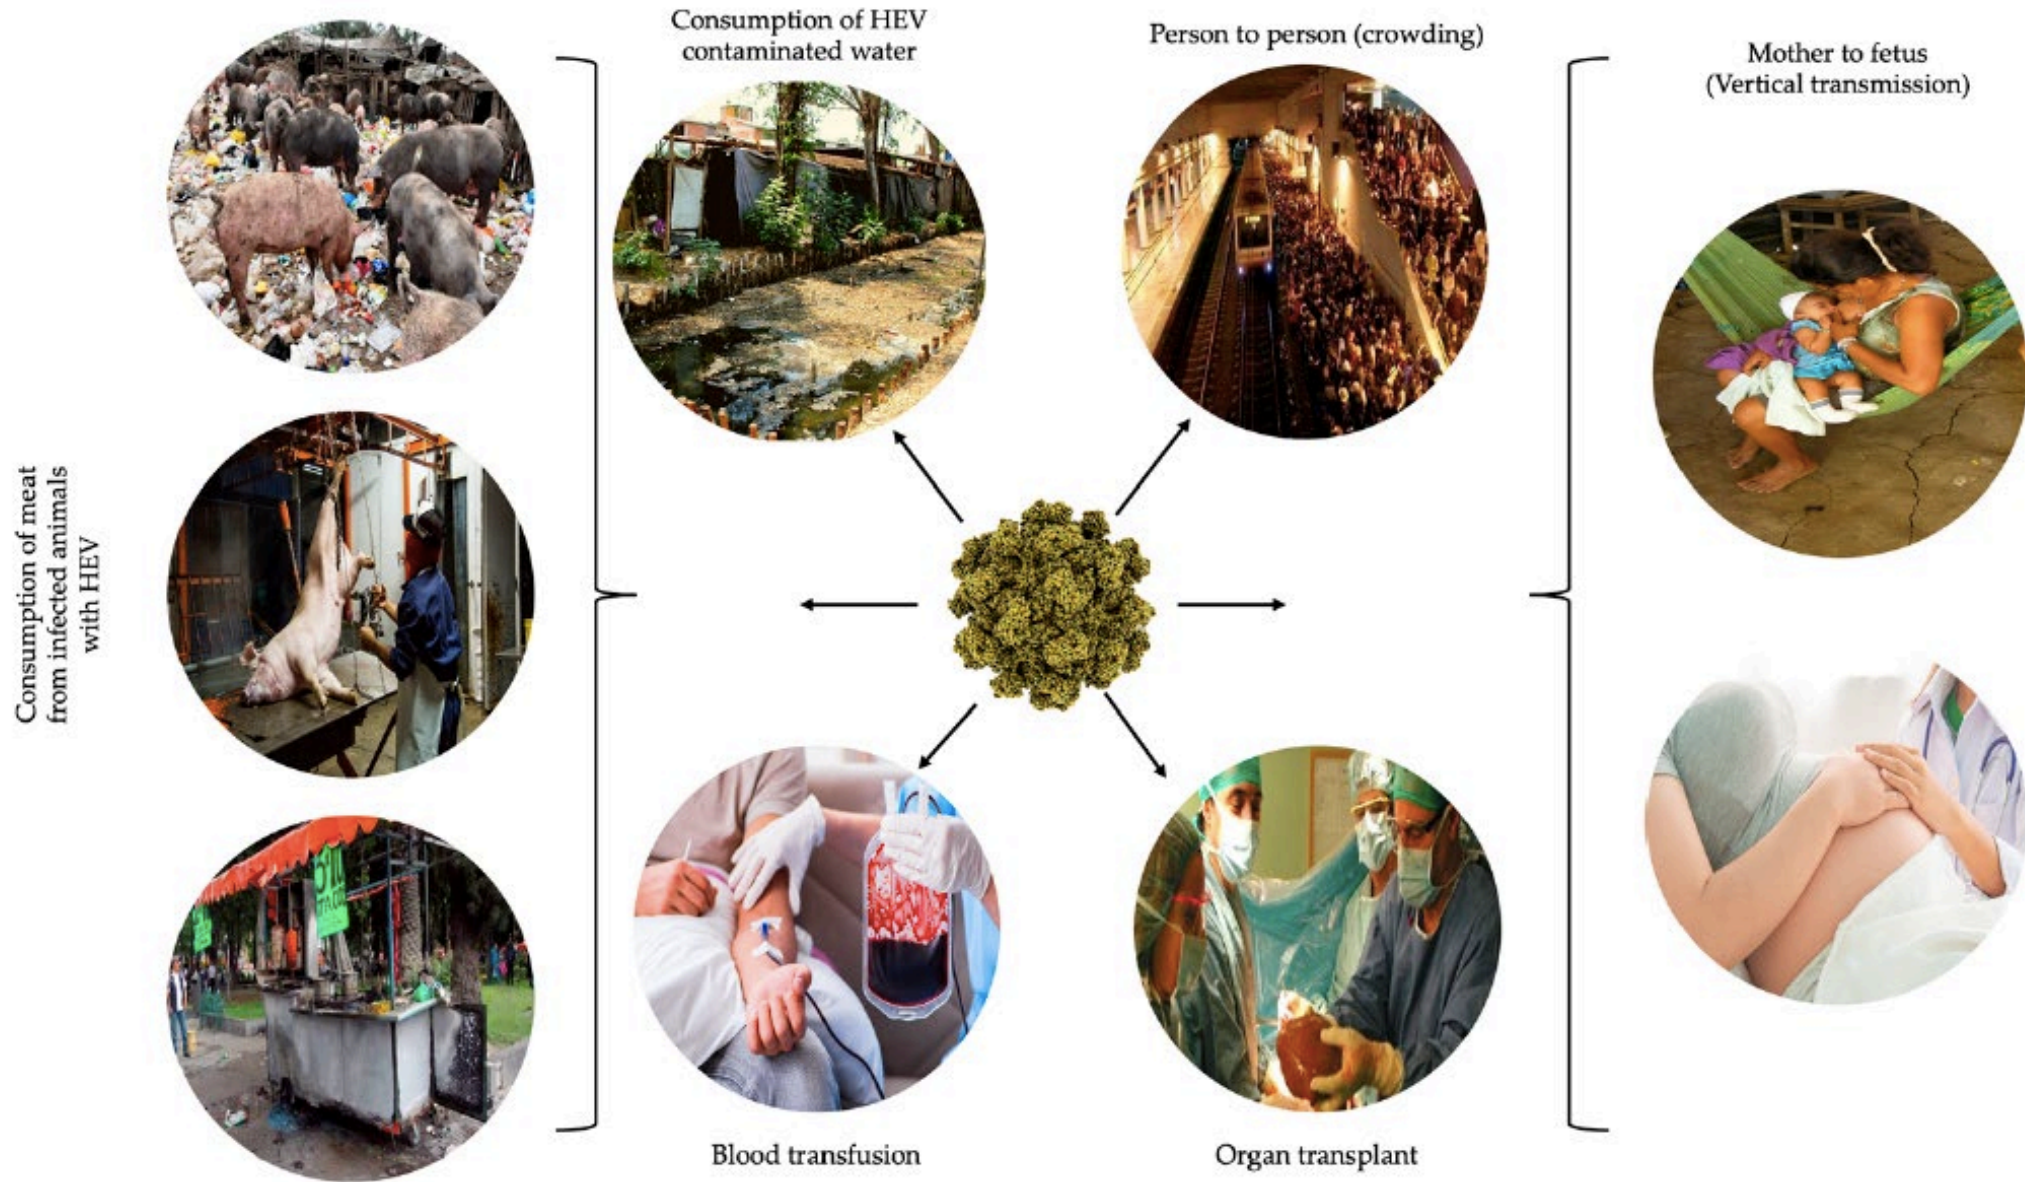 Consumption of HEV
contaminated water
Person to person (crowding)
Mother to fetus
(Vertical transmission)
Consumption of meat
from infected animals
with HEV
Blood transfusion
Organ transplant